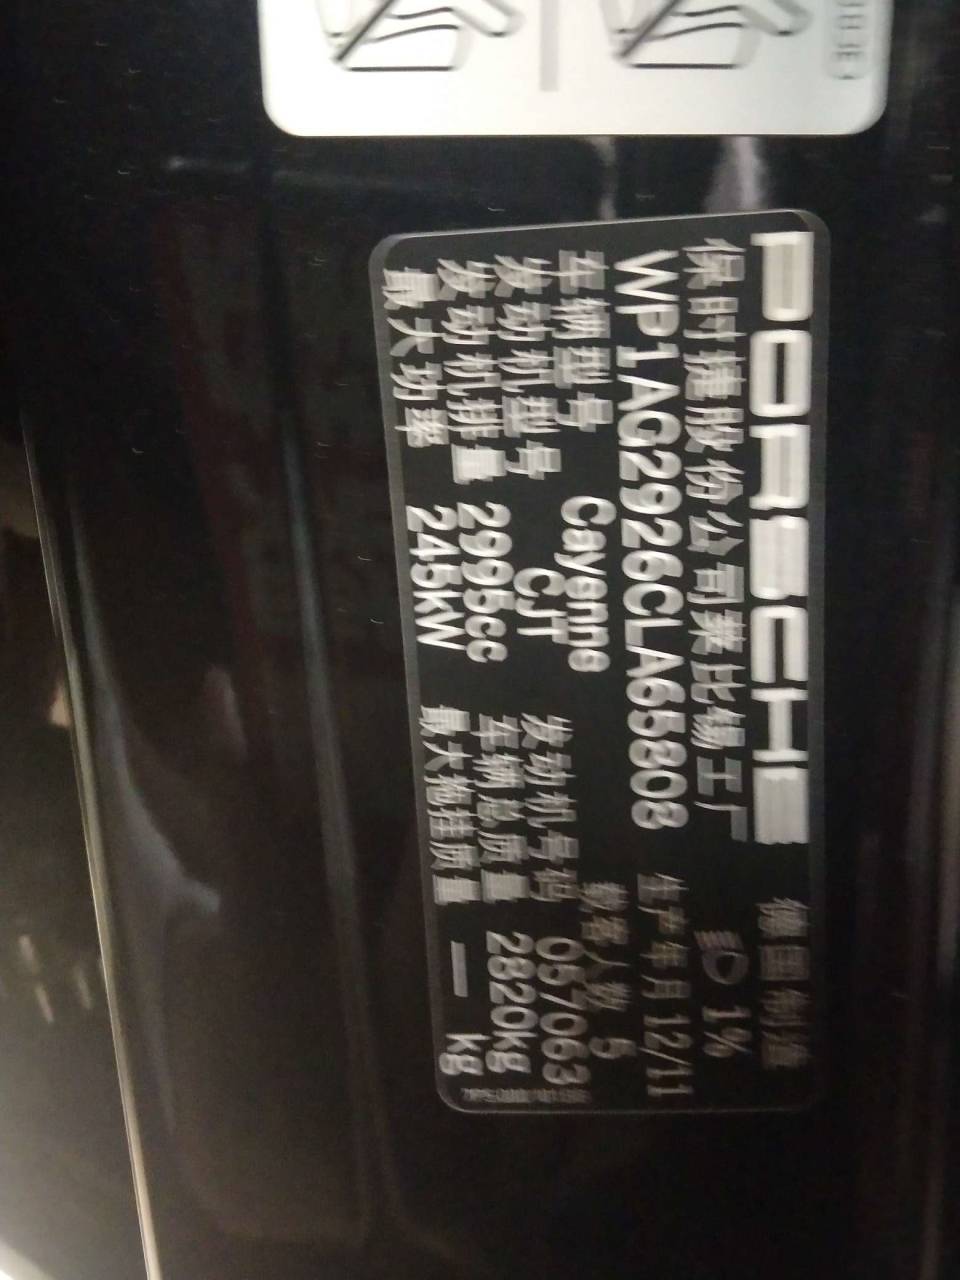 PORSCHE 德国制造
保时捷股份公司莱比锡工厂 1%
WP1AG2926CLA65808 生产年月 12/11
车辆型号 Cayenne 载客人数 5
发动机型号 CJT 发动机号码 057063
发动机排量 2995cc 车辆总质量 2820kg
最大功率 245kW 最大拖挂质量 — kg